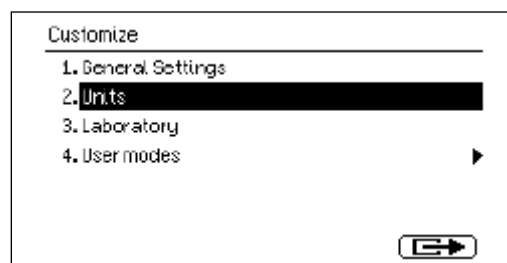 Customize
1. General Settings
2. Units
3. Laboratory
4. User modes